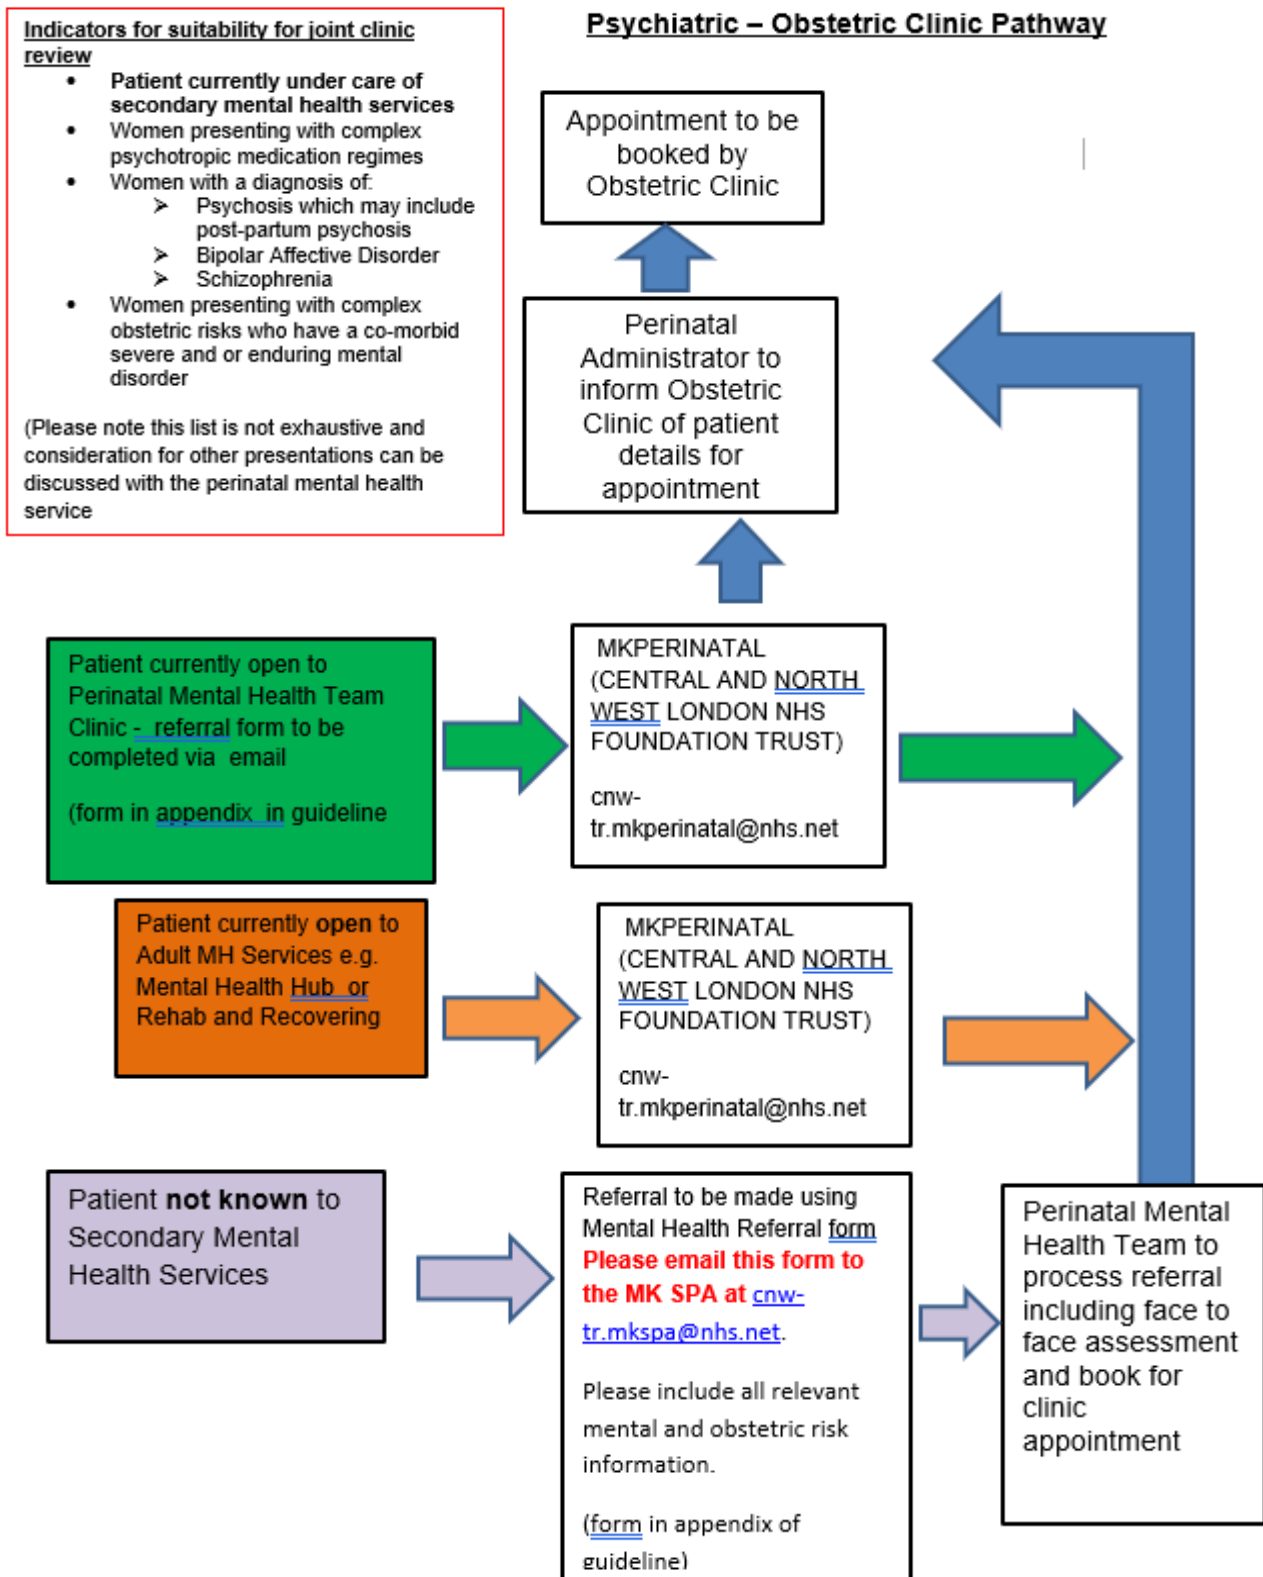 Indicators for suitability for joint clinic
review
• Patient currently under care of
secondary mental health services
• Women presenting with complex
psychotropic medication regimes
• Women with a diagnosis of:
➢ Psychosis which may include
post-partum psychosis
➢ Bipolar Affective Disorder
➢ Schizophrenia
• Women presenting with complex
obstetric risks who have a co-morbid
severe and or enduring mental
disorder
(Please note this list is not exhaustive and
consideration for other presentations can be
discussed with the perinatal mental health
service
Psychiatric – Obstetric Clinic Pathway
Appointment to be
booked by
Obstetric Clinic
Perinatal
Administrator to
inform Obstetric
Clinic of patient
details for
appointment
Patient currently open to
Perinatal Mental Health Team
Clinic - referral form to be
completed via email
(form in appendix in guideline
MKPERINATAL
(CENTRAL AND NORTH
WEST LONDON NHS
FOUNDATION TRUST)
cnw-
tr.mkperinatal@nhs.net
Patient currently open to
Adult MH Services e.g.
Mental Health Hub or
Rehab and Recovering
MKPERINATAL
(CENTRAL AND NORTH
WEST LONDON NHS
FOUNDATION TRUST)
cnw-
tr.mkperinatal@nhs.net
Patient not known to
Secondary Mental
Health Services
Referral to be made using
Mental Health Referral form
Please email this form to
the MK SPA at cnw-
tr.mkspa@nhs.net.
Please include all relevant
mental and obstetric risk
information.
(form in appendix of
guideline)
Perinatal Mental
Health Team to
process referral
including face to
face assessment
and book for
clinic
appointment